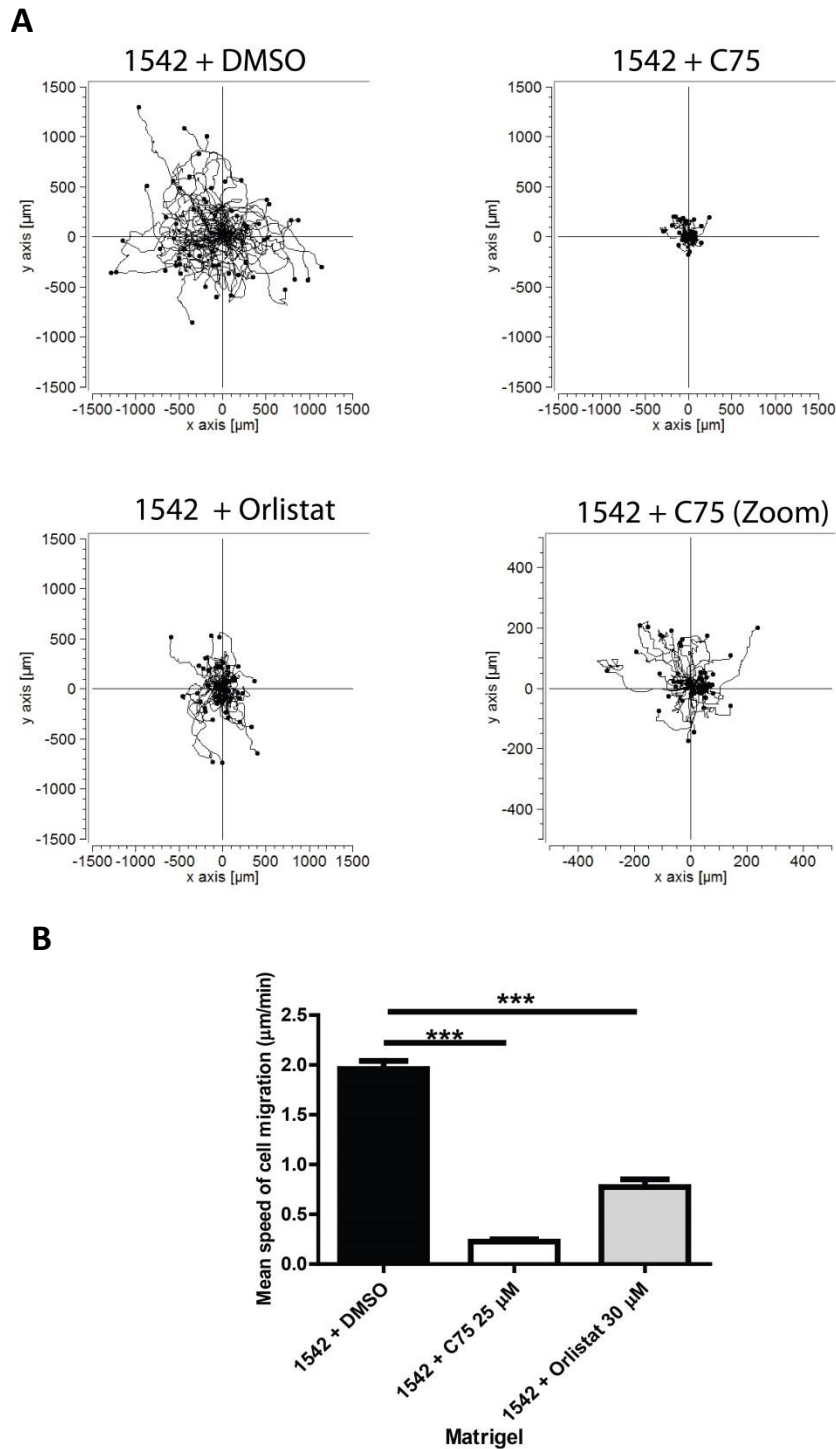 A
1542 + DMSO
1500
1000
500
0
-500
-1000
-1500
y axis [µm]
-1500 -1000 -500 0 500 1000 1500
x axis [µm]
1542 + C75
1500
1000
500
0
-500
-1000
-1500
y axis [µm]
-1500 -1000 -500 0 500 1000 1500
x axis [µm]
1542 + Orlistat
1500
1000
500
0
-500
-1000
-1500
y axis [µm]
-1500 -1000 -500 0 500 1000 1500
x axis [µm]
1542 + C75 (Zoom)
400
200
0
-200
-400
y axis [µm]
-400 -200 0 200 400
x axis [µm]
B
Mean speed of cell migration (µm/min)
2.5
2.0
1.5
1.0
0.5
0.0
***
***
1542 + DMSO
1542 + C75 25 µM
1542 + Orlistat 30 µM
Matrigel